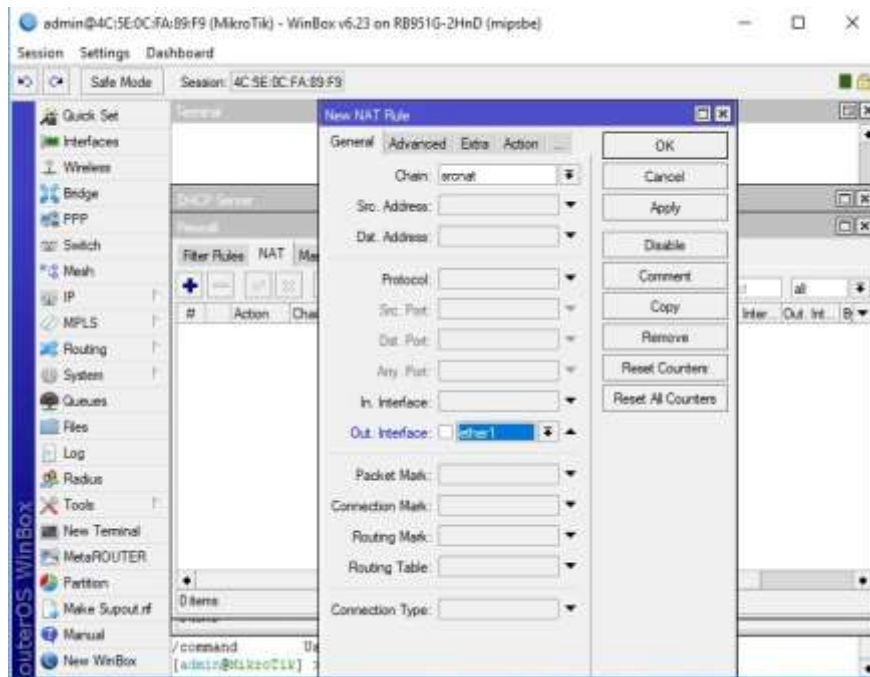 admin@4C:5E:0C:FA:89:F9 (MikroTik) - WinBox v6.23 on RB951G-2HnD (mipsbe)
Session Settings Dashboard
Safe Mode Session: 4C:5E:0C:FA:89:F9
RouterOS WinBox
Quick Set
Interfaces
Wireless
Bridge
PPP
Switch
Mesh
IP
MPLS
Routing
System
Queues
Files
Log
Radius
Tools
New Terminal
MetaROUTER
Partition
Make Supout.rif
Manual
New WinBox
Terminal
DHCP Server
Firewall
Filter Rules NAT
# Action
0 items
/command
[admin@MikroTik] >
New NAT Rule
General Advanced Extra Action ...
Chain: srcnat
Src. Address:
Dst. Address:
Protocol:
Src. Port:
Dst. Port:
Any. Port:
In. Interface:
Out. Interface: ether1
Packet Mark:
Connection Mark:
Routing Mark:
Routing Table:
Connection Type:
OK
Cancel
Apply
Disable
Comment
Copy
Remove
Reset Counters
Reset All Counters
all
Inter... Out. Int...